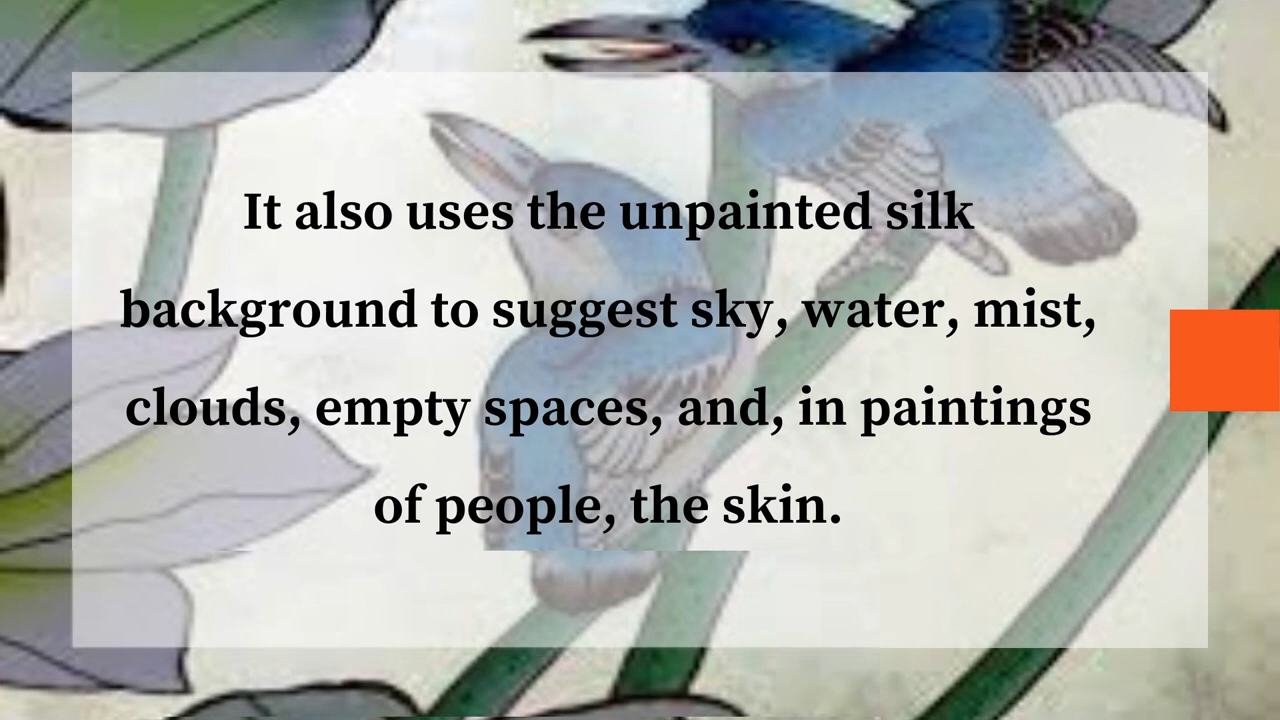 It also uses the unpainted silk
background to suggest sky, water, mist,
clouds, empty spaces, and, in paintings
of people, the skin.